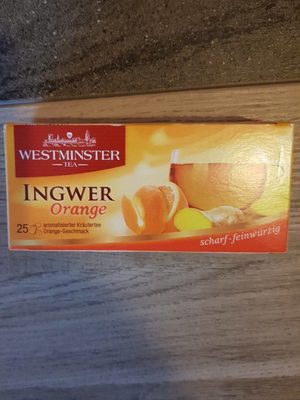 WESTMINSTER
TEA
INGWER
Orange
25
aromatisierter Kräutertee
Orange-Geschmack
scharf-feinwürzig